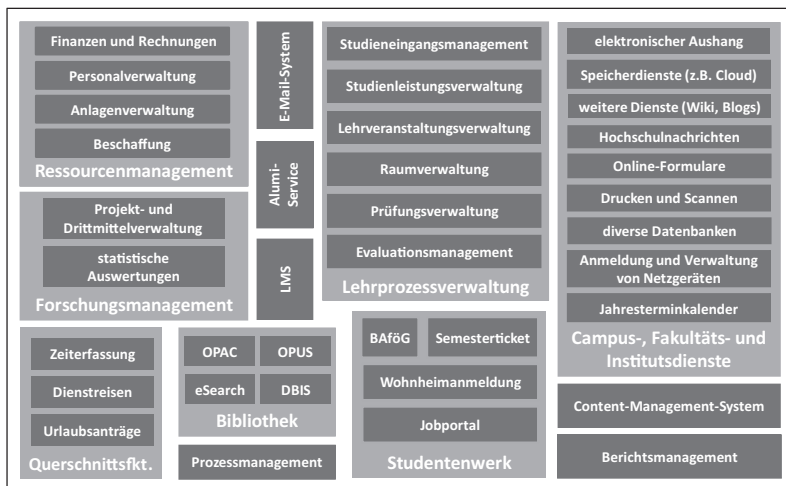 Finanzen und Rechnungen
Personalverwaltung
Anlagenverwaltung
Beschaffung
Ressourcenmanagement
Projekt- und
Drittmittelverwaltung
statistische
Auswertungen
Forschungsmanagement
Zeiterfassung
Dienstreisen
Urlaubsanträge
Querschnittsfkt.
E-Mail-System
Alumi-
Service
LMS
OPAC
OPUS
eSearch
DBIS
Bibliothek
Prozessmanagement
Studieneingangsmanagement
Studienleistungsverwaltung
Lehrveranstaltungsverwaltung
Raumverwaltung
Prüfungsverwaltung
Evaluationsmanagement
Lehrprozessverwaltung
BAföG
Semesterticket
Wohnheimanmeldung
Jobportal
Studentenwerk
elektronischer Aushang
Speicherdienste (z.B. Cloud)
weitere Dienste (Wiki, Blogs)
Hochschulnachrichten
Online-Formulare
Drucken und Scannen
diverse Datenbanken
Anmeldung und Verwaltung
von Netzgeräten
Jahresterminkalender
Campus-, Fakultäts- und
Institutsdienste
Content-Management-System
Berichtsmanagement